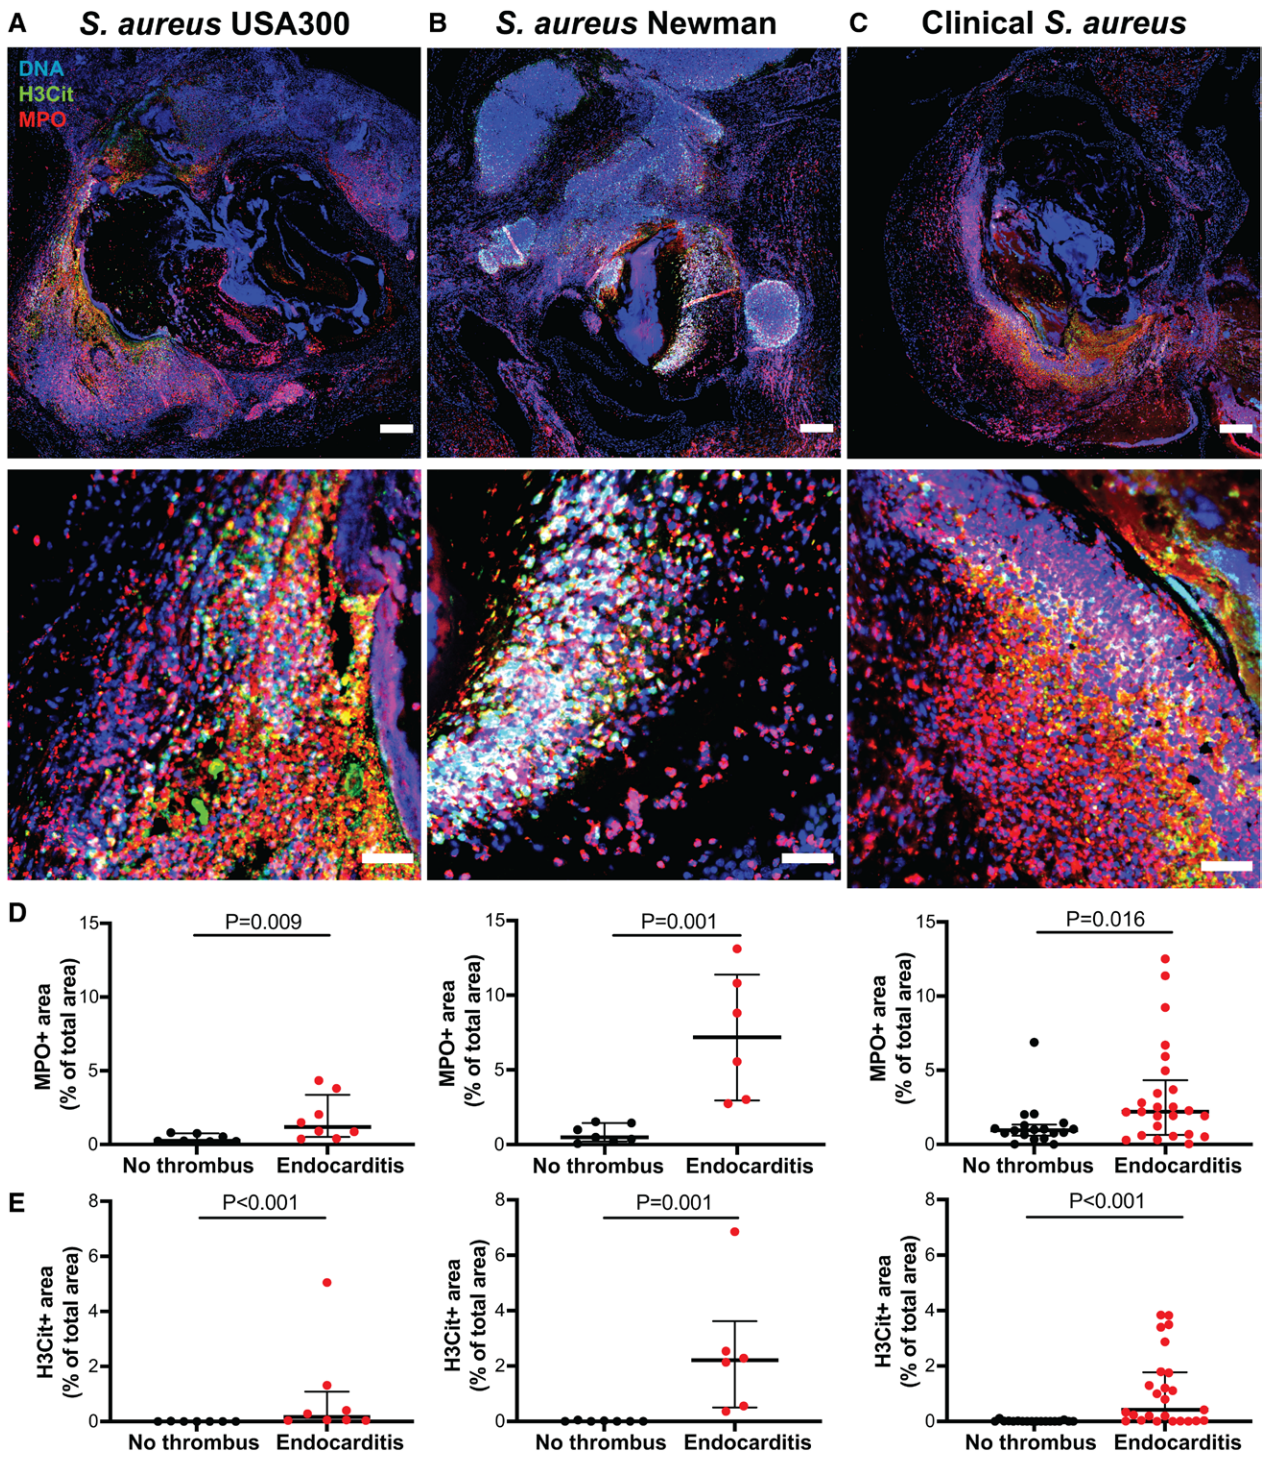 A S. aureus USA300 B S. aureus Newman C Clinical S. aureus
DNA
H3Cit
MPO
D
P=0.009
15
10
5
0
MPO+ area
(% of total area)
No thrombus Endocarditis
P=0.001
15
10
5
0
MPO+ area
(% of total area)
No thrombus Endocarditis
P=0.016
15
10
5
0
MPO+ area
(% of total area)
No thrombus Endocarditis
E
P<0.001
8
6
4
2
0
H3Cit+ area
(% of total area)
No thrombus Endocarditis
P=0.001
8
6
4
2
0
H3Cit+ area
(% of total area)
No thrombus Endocarditis
P<0.001
8
6
4
2
0
H3Cit+ area
(% of total area)
No thrombus Endocarditis